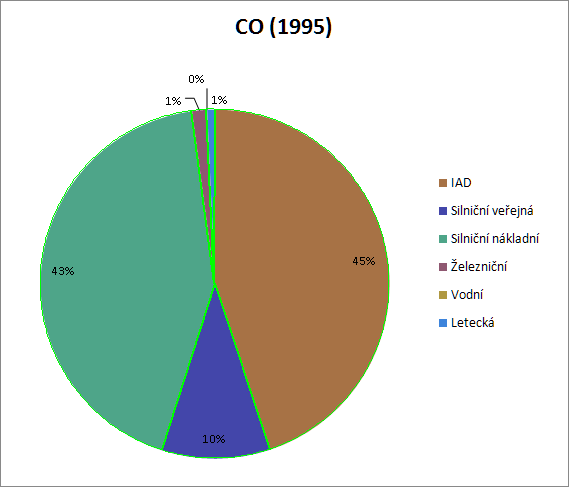 CO (1995)
0%
1%
1%
45%
43%
10%
IAD
Silniční veřejná
Silniční nákladní
Železniční
Vodní
Letecká